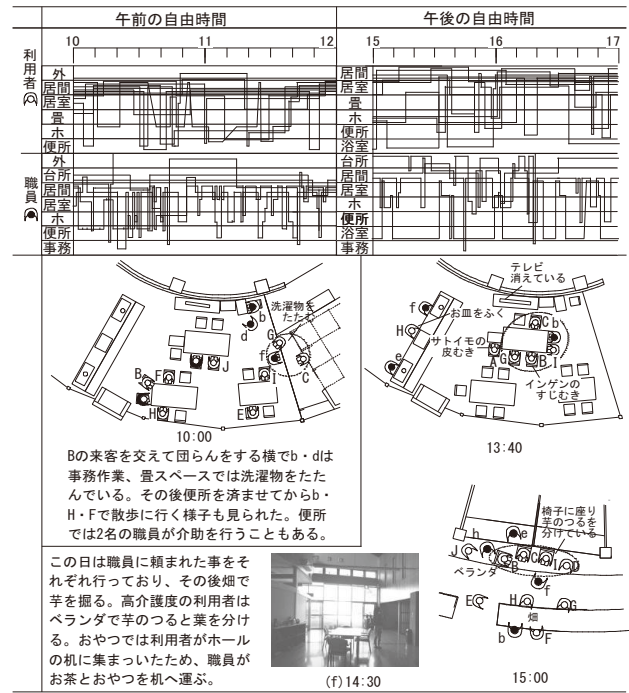 午前の自由時間
午後の自由時間
10 11 12
15 16 17
利用者
外
居間
居室
畳
ホ
便所
居間
居室
畳
ホ
便所
浴室
職員
外
台所
居間
居室
ホ
便所
事務
台所
居間
居室
ホ
便所
浴室
事務
洗濯物を
たたむ
b
d
G
f
J
I
C
B
F
H
E
10:00
Bの来客を交えて団らんをする横でb・dは
事務作業、畳スペースでは洗濯物をたた
んでいる。その後便所を済ませてからb・
H・Fで散歩に行く様子も見られた。便所
では2名の職員が介助を行うこともある。
テレビ
消えている
f
お皿をふく
H
サトイモの
皮むき
e
C
b
A
G
B
I
インゲンの
すじむき
13:40
椅子に座り
芋のつるを
分けている
h
e
J
B
C
I
D
ベランダ
f
E
H
G
畑
b
F
15:00
この日は職員に頼まれた事をそ
れぞれ行っており、その後畑で
芋を掘る。高介護度の利用者は
ベランダで芋のつると葉を分け
る。おやつでは利用者がホール
の机に集まっいたため、職員が
お茶とおやつを机へ運ぶ。
(f)14:30